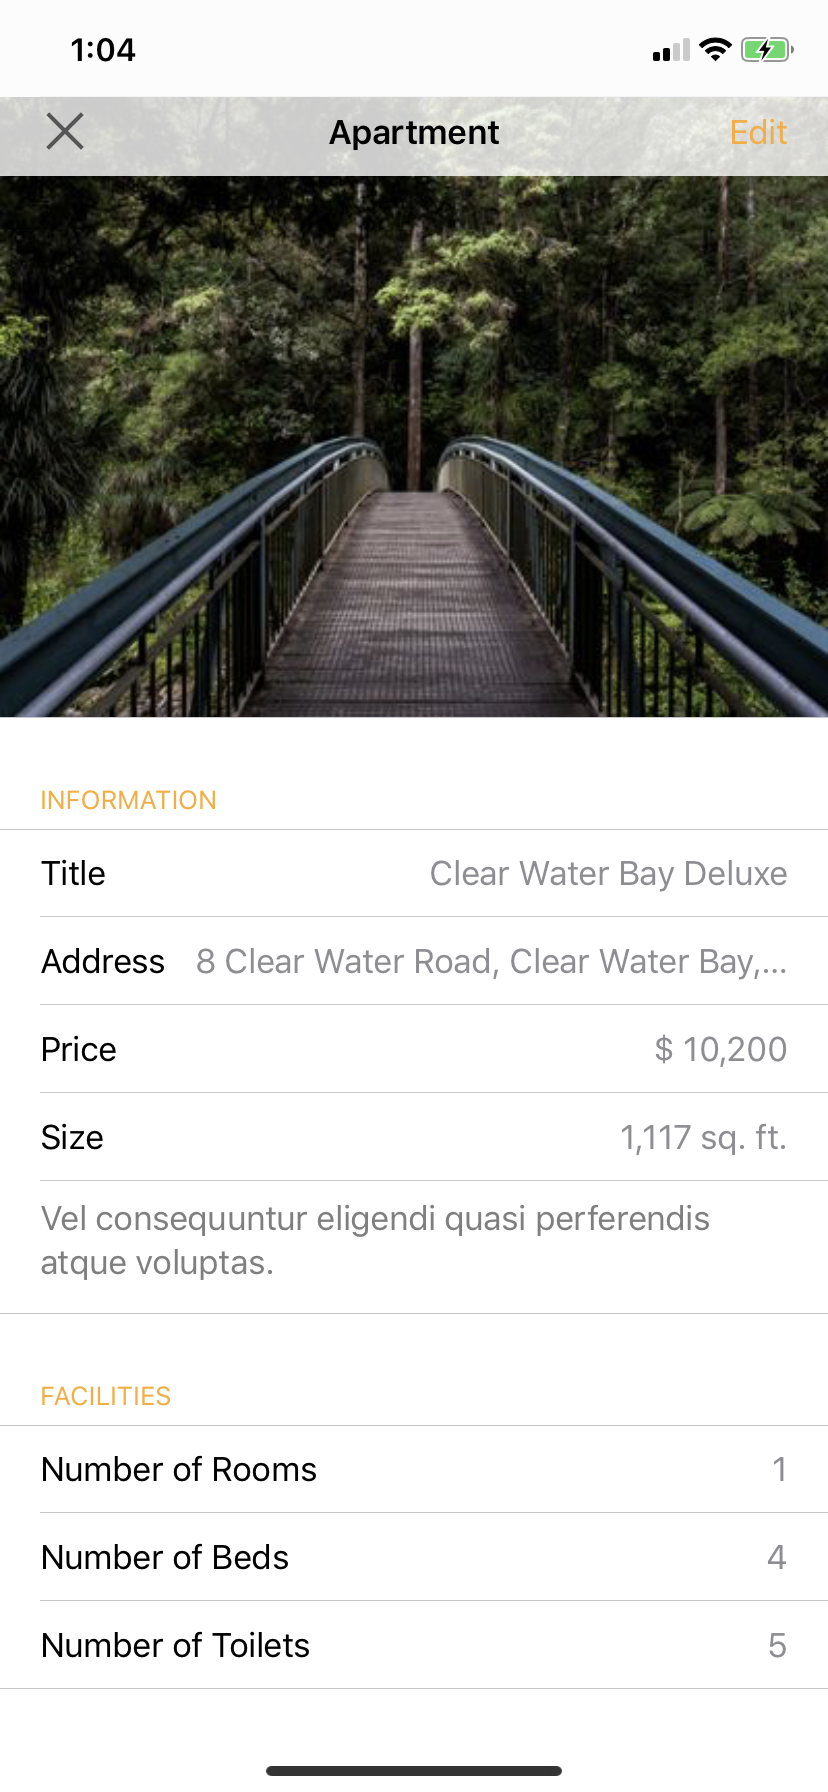 1:04
Apartment
Edit
INFORMATION
Title Clear Water Bay Deluxe
Address 8 Clear Water Road, Clear Water Bay,...
Price $ 10,200
Size 1,117 sq. ft.
Vel consequuntur eligendi quasi perferendis
atque voluptas.
FACILITIES
Number of Rooms 1
Number of Beds 4
Number of Toilets 5